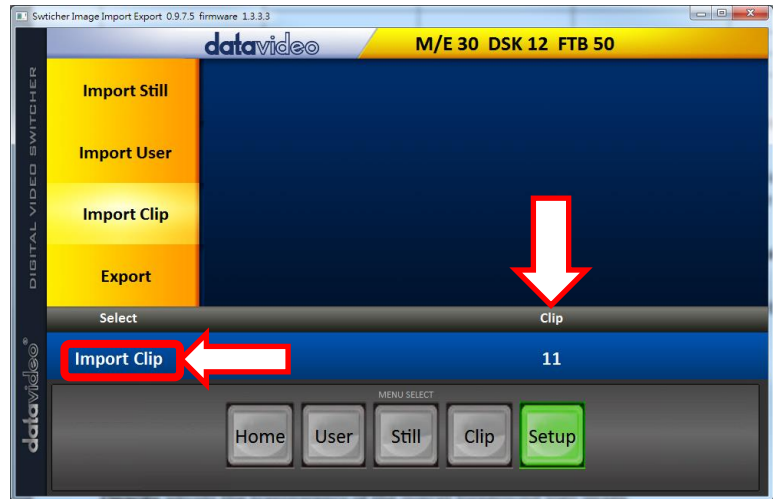 Swticher Image Import Export 0.9.7.5 firmware 1.3.3.3
datavideo
M/E 30 DSK 12 FTB 50
DIGITAL VIDEO SWITCHER
datavideo®
Import Still
Import User
Import Clip
Export
Select
Clip
Import Clip
11
MENU SELECT
Home
User
Still
Clip
Setup